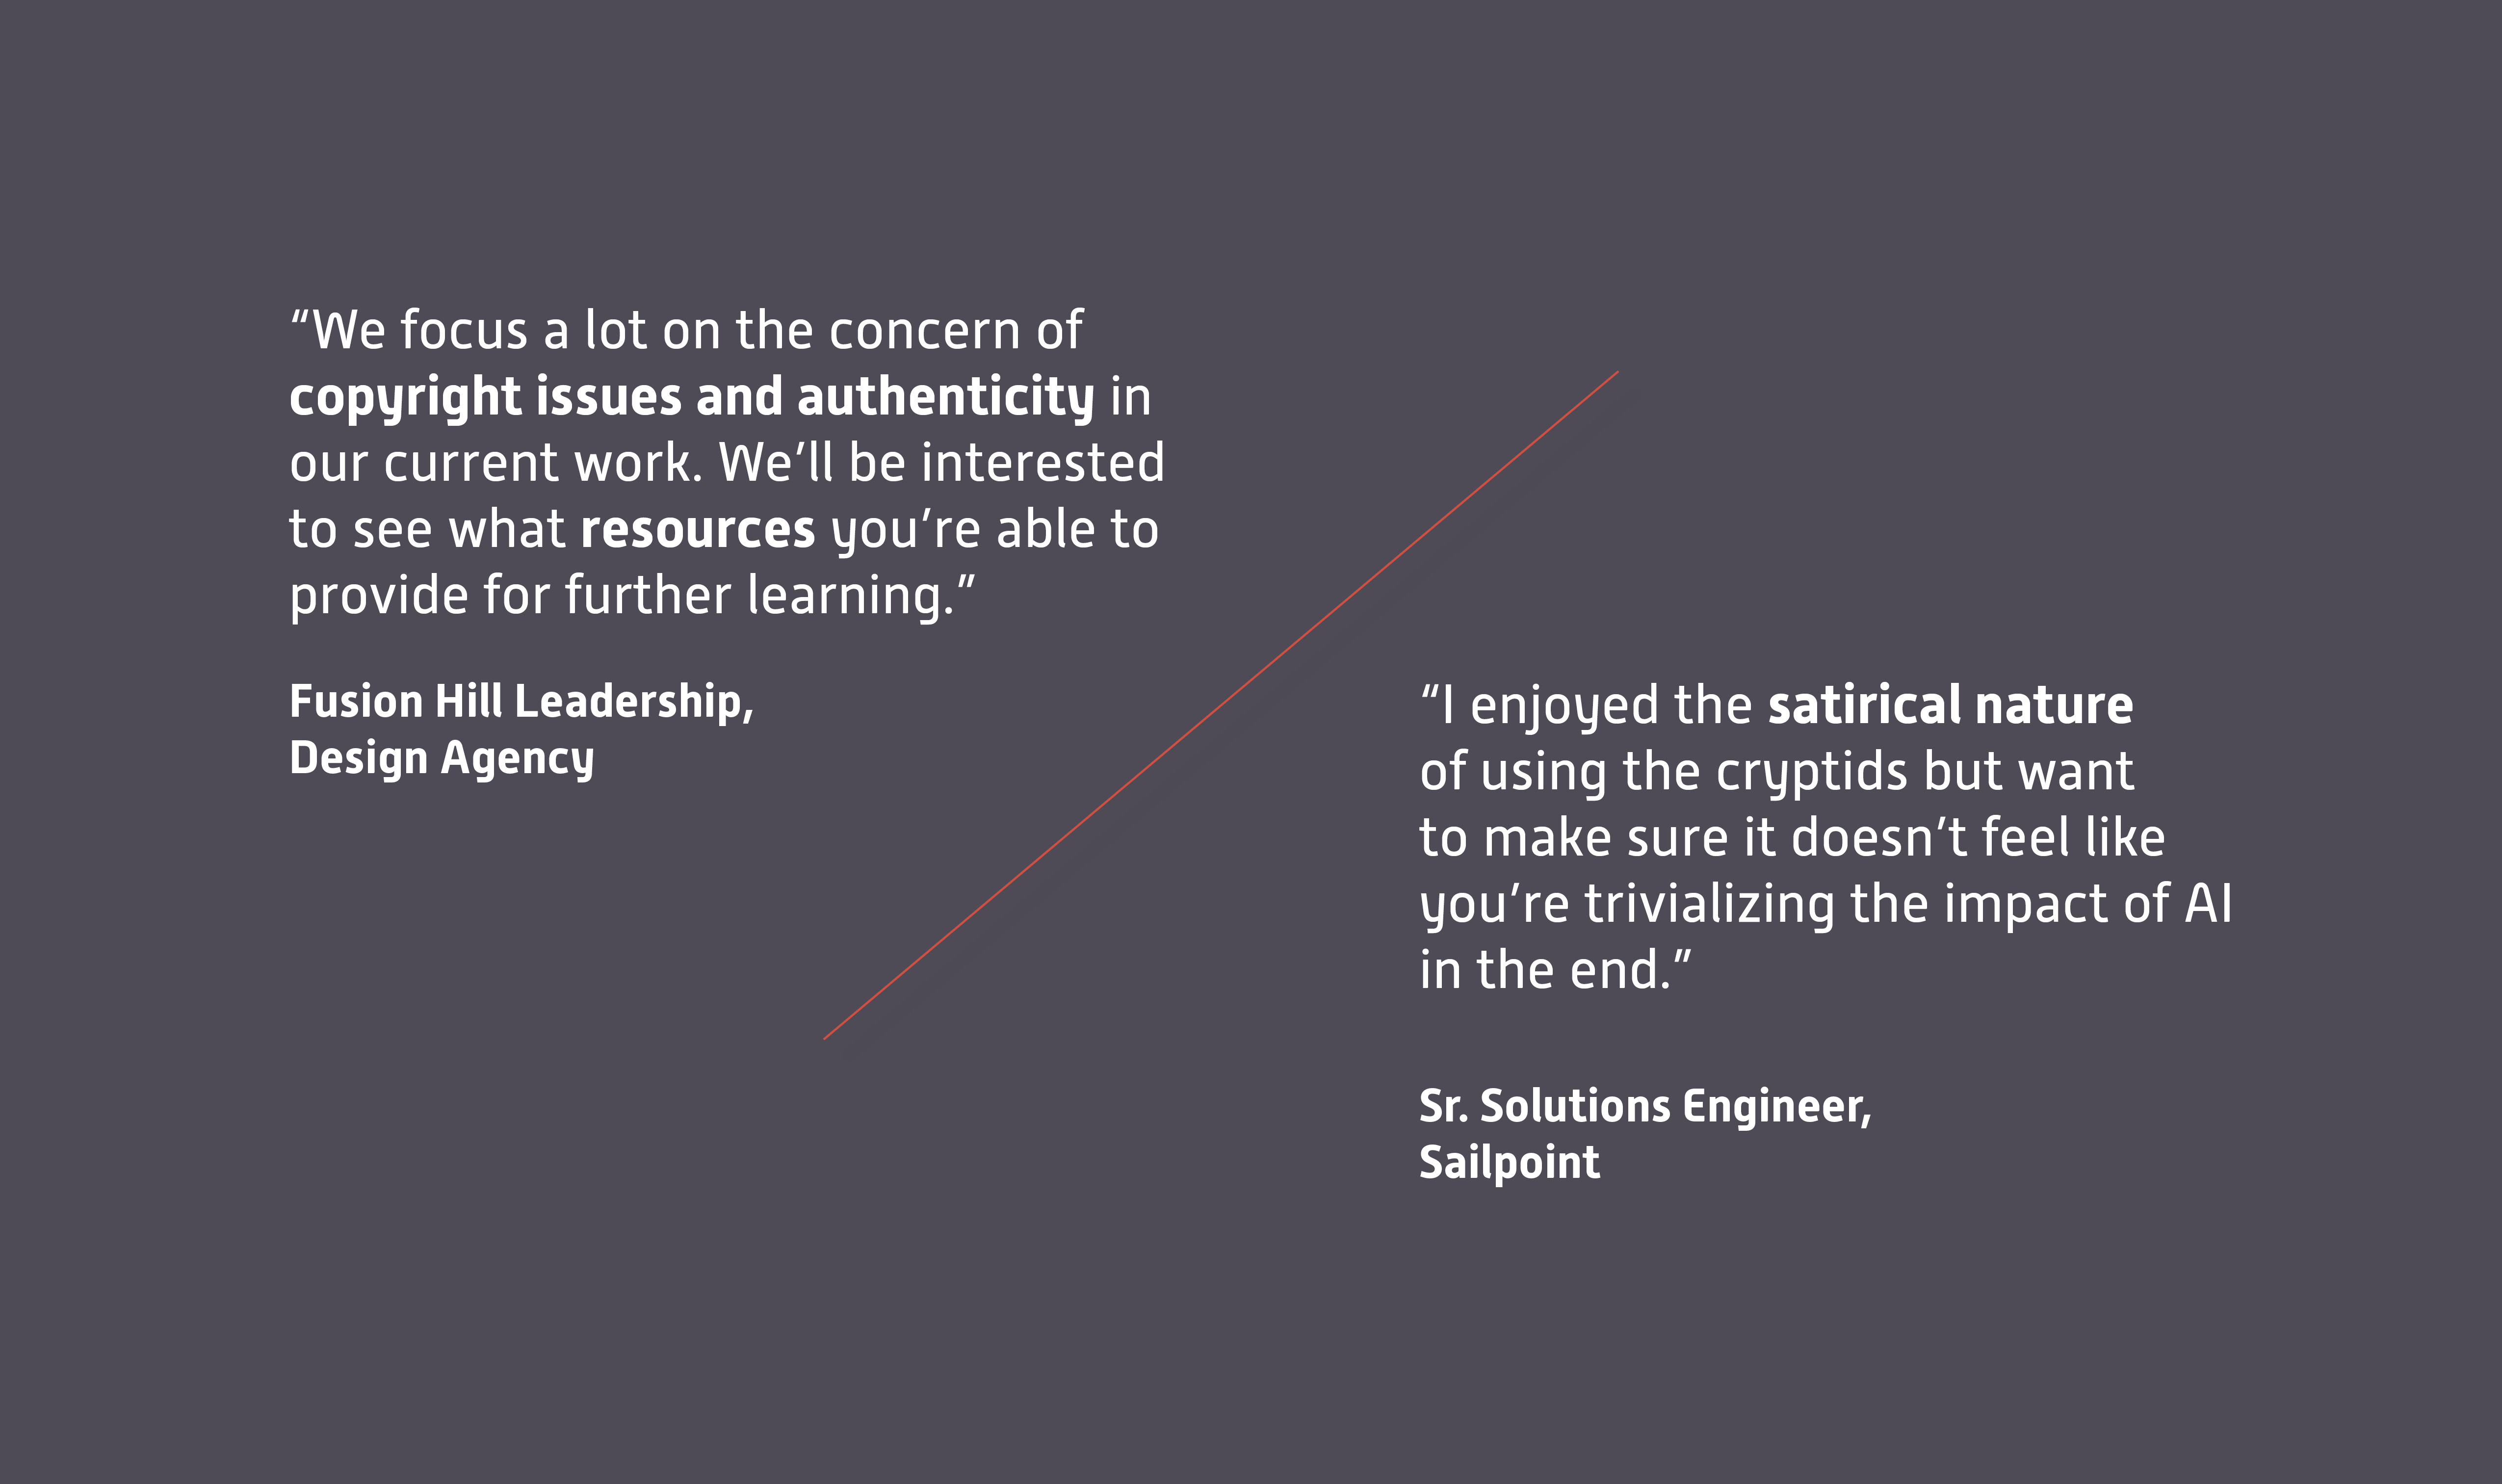 “We focus a lot on the concern of
copyright issues and authenticity in
our current work. We’ll be interested
to see what resources you’re able to
provide for further learning.”
Fusion Hill Leadership,
Design Agency
“I enjoyed the satirical nature
of using the cryptids but want
to make sure it doesn’t feel like
you’re trivializing the impact of AI
in the end.”
Sr. Solutions Engineer,
Sailpoint